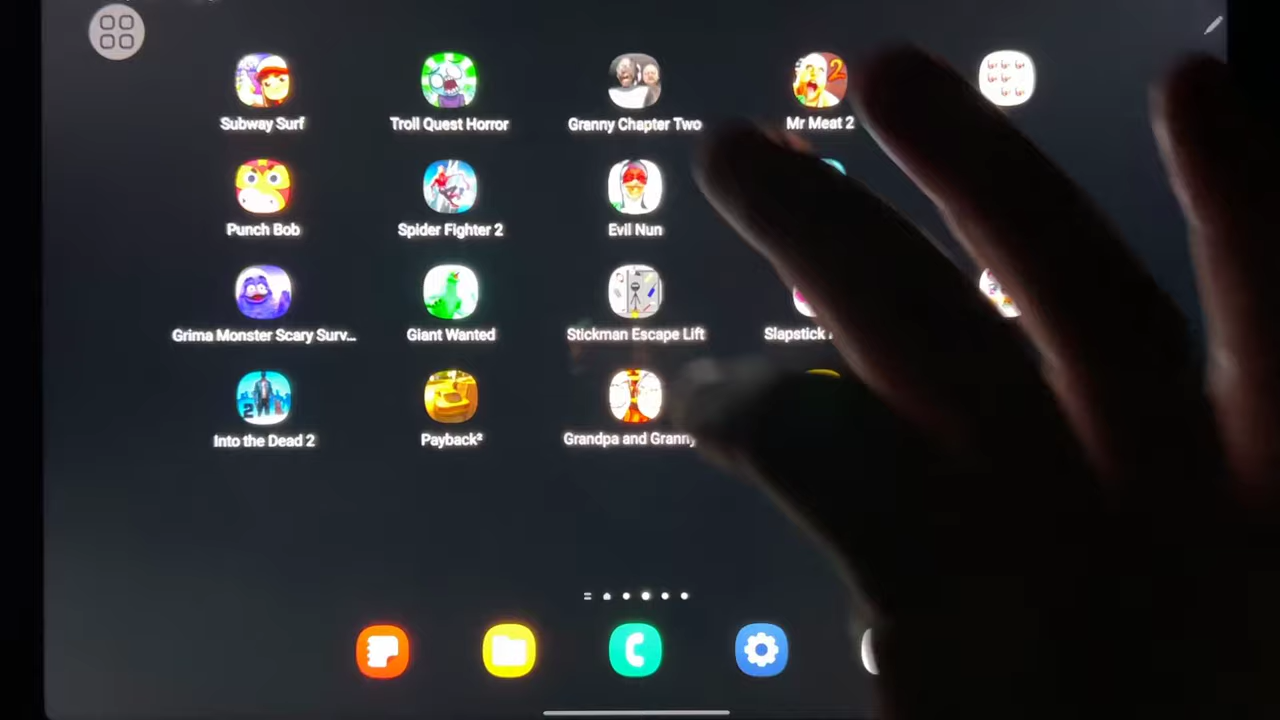 Subway Surf
Troll Quest Horror
Granny Chapter Two
Mr Meat 2
Punch Bob
Spider Fighter 2
Evil Nun
Grima Monster Scary Surv...
Giant Wanted
Stickman Escape Lift
Slapstick
Into the Dead 2
Payback²
Grandpa and Granny